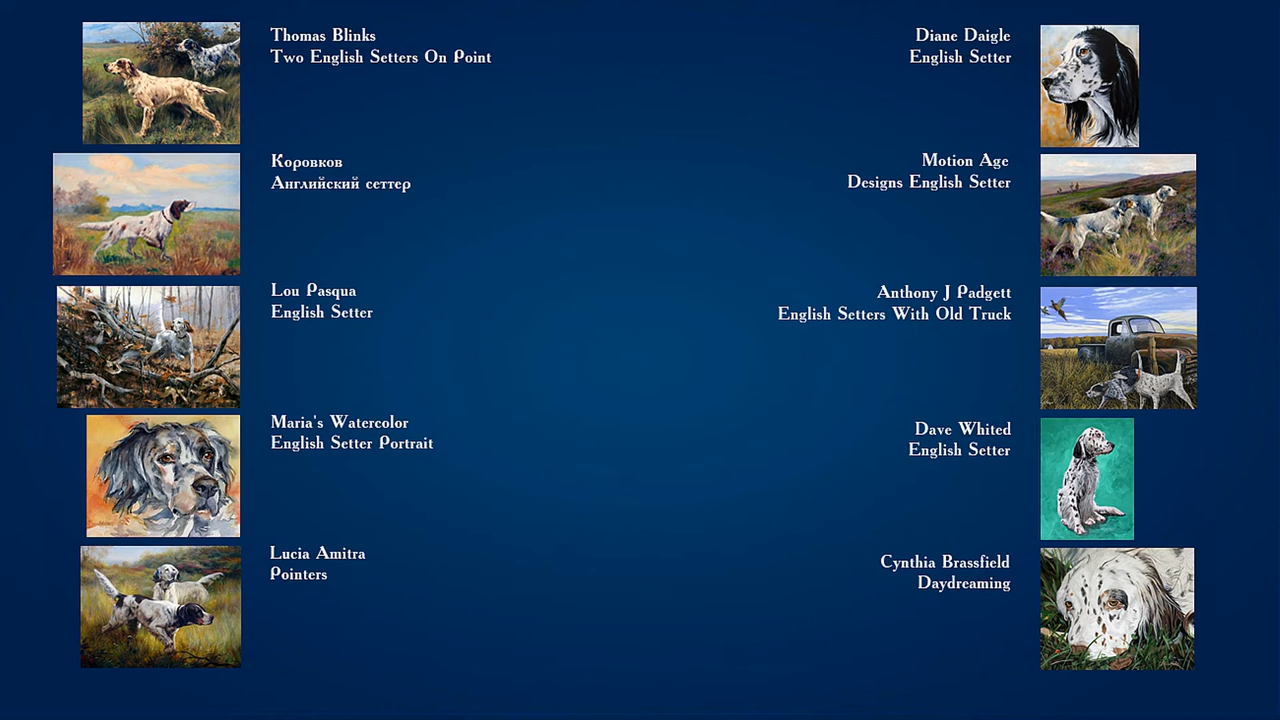 Thomas Blinks
Two English Setters On Point
Коровков
Английский сеттер
Lou Pasqua
English Setter
Maria's Watercolor
English Setter Portrait
Lucia Amitra
Pointers
Diane Daigle
English Setter
Motion Age
Designs English Setter
Anthony J Padgett
English Setters With Old Truck
Dave Whited
English Setter
Cynthia Brassfield
Daydreaming